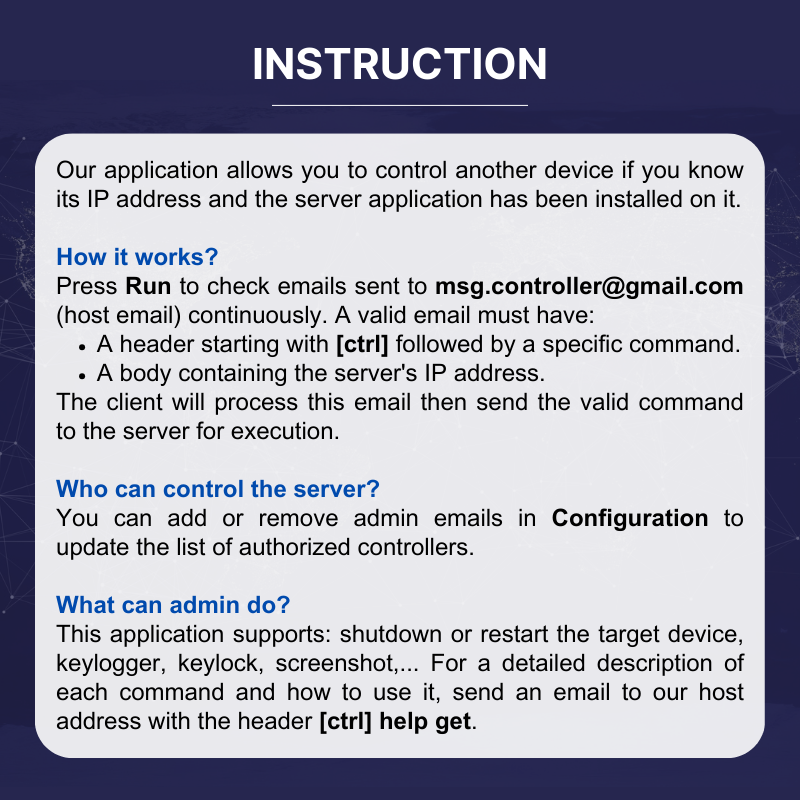 INSTRUCTION
Our application allows you to control another device if you know
its IP address and the server application has been installed on it.
How it works?
Press Run to check emails sent to msg.controller@gmail.com
(host email) continuously. A valid email must have:
• A header starting with [ctrl] followed by a specific command.
• A body containing the server's IP address.
The client will process this email then send the valid command
to the server for execution.
Who can control the server?
You can add or remove admin emails in Configuration to
update the list of authorized controllers.
What can admin do?
This application supports: shutdown or restart the target device,
keylogger, keylock, screenshot,... For a detailed description of
each command and how to use it, send an email to our host
address with the header [ctrl] help get.